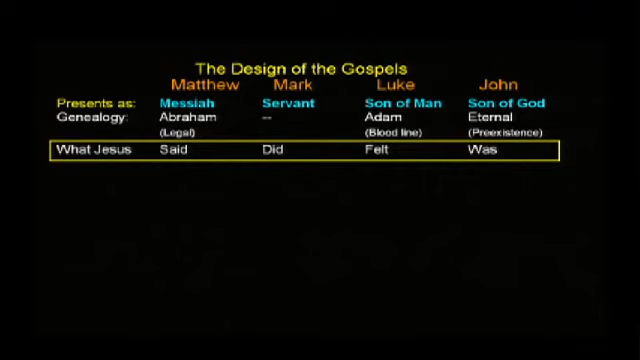 The Design of the Gospels
Matthew Mark Luke John
Presents as: Messiah Servant Son of Man Son of God
Genealogy: Abraham -- Adam Eternal
(Legal) (Blood line) (Preexistence)
What Jesus Said Did Felt Was